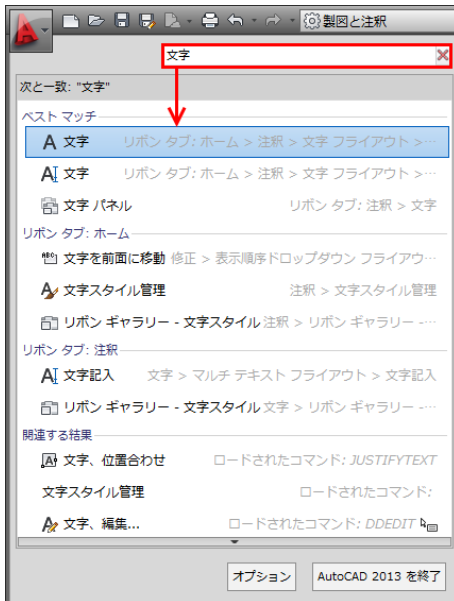 製図と注釈
文字
次と一致: "文字"
ベスト マッチ
文字 リボン タブ: ホーム > 注釈 > 文字 フライアウト >…
文字 リボン タブ: ホーム > 注釈 > 文字 フライアウト >…
文字 パネル リボン タブ: 注釈 > 文字
リボン タブ: ホーム
文字を前面に移動 修正 > 表示順序ドロップダウン フライアウ…
文字スタイル管理 注釈 > 文字スタイル管理
リボン ギャラリー - 文字スタイル 注釈 > リボン ギャラリー -…
リボン タブ: 注釈
文字記入 文字 > マルチ テキスト フライアウト > 文字記入
リボン ギャラリー - 文字スタイル 文字 > リボン ギャラリー -…
関連する結果
文字、位置合わせ ロードされたコマンド: JUSTIFYTEXT
文字スタイル管理 ロードされたコマンド:
文字、編集... ロードされたコマンド: DDEDIT
オプション AutoCAD 2013 を終了